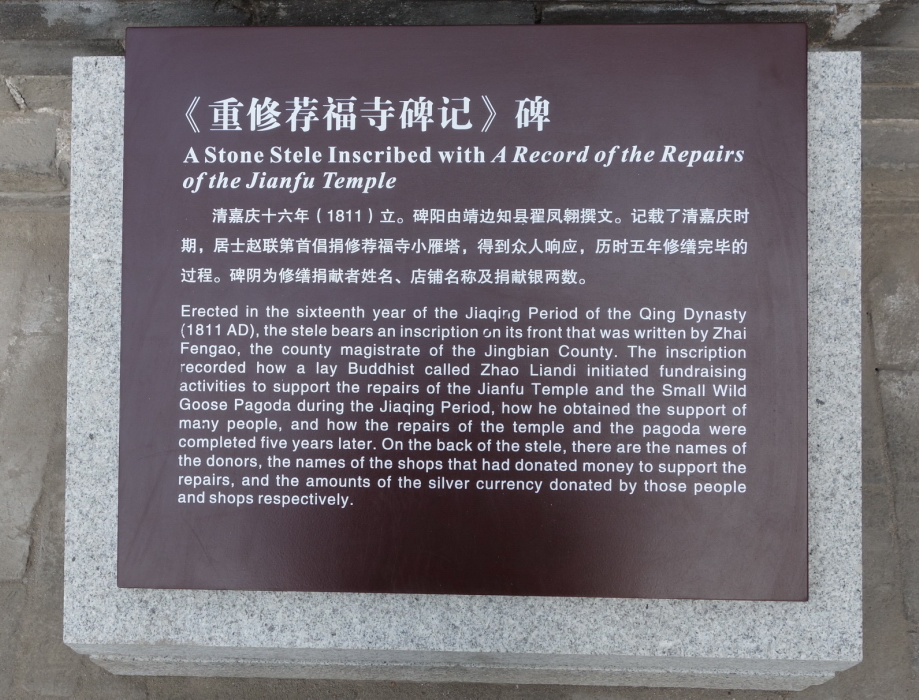 《重修荐福寺碑记》碑
A Stone Stele Inscribed with A Record of the Repairs
of the Jianfu Temple
清嘉庆十六年（1811）立。碑阳由靖边知县翟凤翱撰文。记载了清嘉庆时
期，居士赵联第首倡捐修荐福寺小雁塔，得到众人响应，历时五年修缮完毕的
过程。碑阴为修缮捐献者姓名、店铺名称及捐献银两数。
Erected in the sixteenth year of the Jiaqing Period of the Qing Dynasty
(1811 AD), the stele bears an inscription on its front that was written by Zhai
Fengao, the county magistrate of the Jingbian County. The inscription
recorded how a lay Buddhist called Zhao Liandi initiated fundraising
activities to support the repairs of the Jianfu Temple and the Small Wild
Goose Pagoda during the Jiaqing Period, how he obtained the support of
many people, and how the repairs of the temple and the pagoda were
completed five years later. On the back of the stele, there are the names of
the donors, the names of the shops that had donated money to support the
repairs, and the amounts of the silver currency donated by those people
and shops respectively.